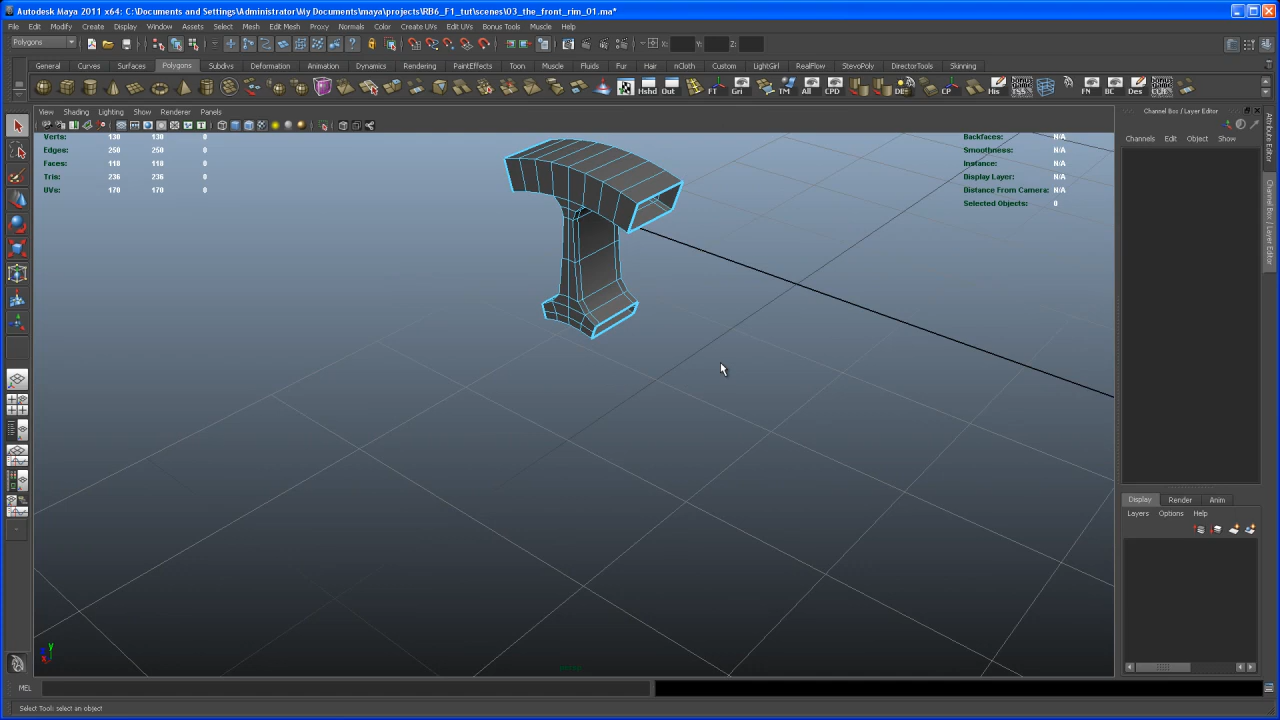 Autodesk Maya 2011 x64: C:\Documents and Settings\Administrator\My Documents\maya\projects\RB6_F1_tut\scenes\03_the_front_rim_01.ma*
File Edit Modify Create Display Window Assets Select Mesh Edit Mesh Proxy Normals Color Create UVs Edit UVs Bonus Tools Muscle Help
Polygons X: Y: Z:
General Curves Surfaces Polygons Subdivs Deformation Animation Dynamics Rendering PaintEffects Toon Muscle Fluids Fur Hair nCloth Custom LightGirl RealFlow StevoPoly DirectorTools Skinning
Hshd Out FT Grl TM All CPD CP His FN DC Des
View Shading Lighting Show Renderer Panels
Channel Box / Layer Editor
Channels Edit Object Show
Verts: 130 130 0
Edges: 250 250 0
Faces: 118 118 0
Tris: 236 236 0
UVs: 170 170 0
Backfaces: N/A
Smoothness: N/A
Instance: N/A
Display Layer: N/A
Distance From Camera: N/A
Selected Objects: 0
Attribute Editor
Channel Box / Layer Editor
Display Render Anim
Layers Options Help
y
x
persp
MEL
Select Tool: select an object